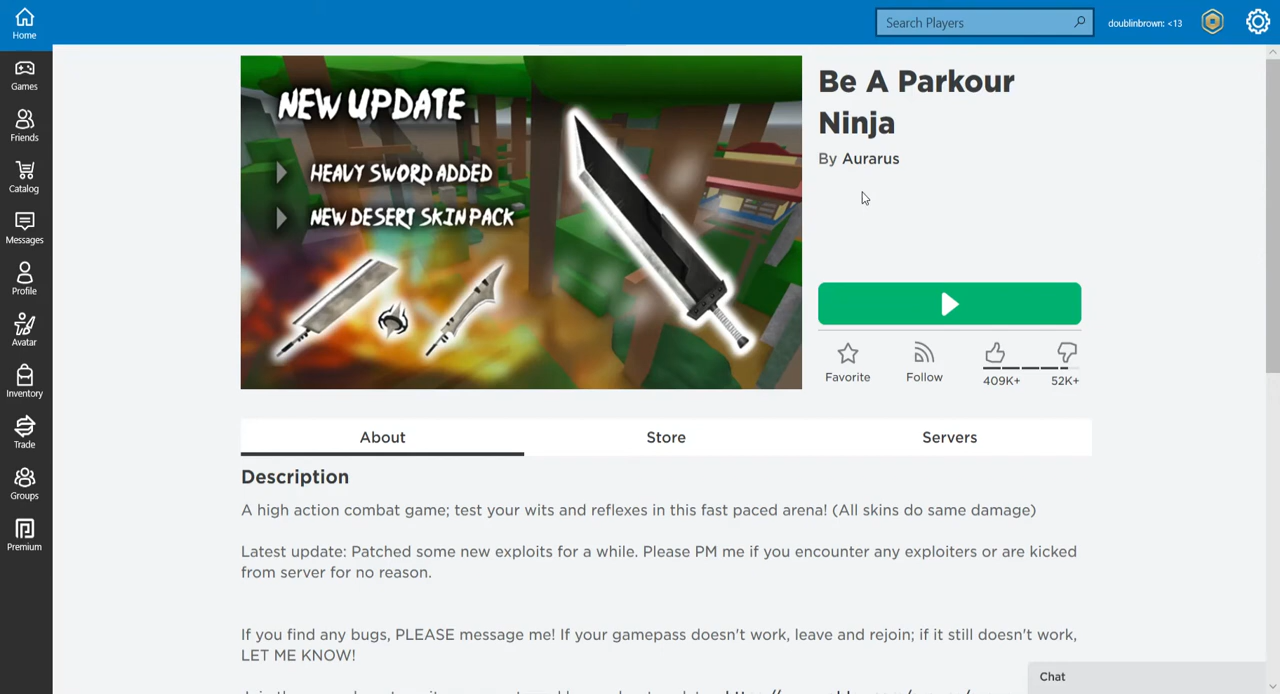 Home
Search Players
doublinbrown: <13
Games
Friends
Catalog
Messages
Profile
Avatar
Inventory
Trade
Groups
Premium
NEW UPDATE
HEAVY SWORD ADDED
NEW DESERT SKIN PACK
Be A Parkour
Ninja
By Aurarus
Favorite
Follow
409K+
52K+
About
Store
Servers
Description
A high action combat game; test your wits and reflexes in this fast paced arena! (All skins do same damage)
Latest update: Patched some new exploits for a while. Please PM me if you encounter any exploiters or are kicked
from server for no reason.
If you find any bugs, PLEASE message me! If your gamepass doesn't work, leave and rejoin; if it still doesn't work,
LET ME KNOW!
Chat